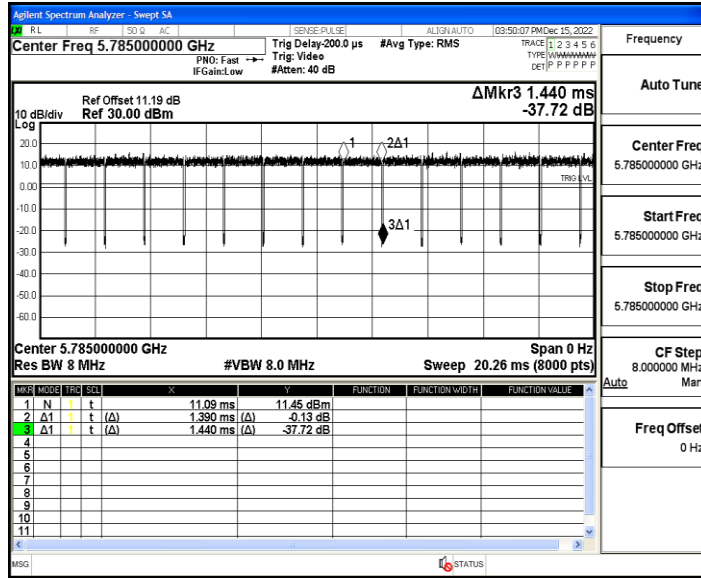 Agilent Spectrum Analyzer - Swept SA
RL RF 50 Ω AC SENSE:PULSE ALIGN AUTO 03:50:07 PM Dec 15, 2022
Center Freq 5.785000000 GHz
PNO: Fast
IFGain:Low
Trig Delay-200.0 µs
Trig: Video
#Atten: 40 dB
#Avg Type: RMS
TRACE 1 2 3 4 5 6
TYPE
DET P P P P P P
Ref Offset 11.19 dB
10 dB/div Ref 30.00 dBm
Log
ΔMkr3 1.440 ms
-37.72 dB
20.0
10.0
0.00
-10.0
-20.0
-30.0
-40.0
-50.0
-60.0
1
2Δ1
3Δ1
TRIG LVL
Center 5.785000000 GHz Span 0 Hz
Res BW 8 MHz #VBW 8.0 MHz Sweep 20.26 ms (8000 pts)
MKR MODE TRC SCL X Y FUNCTION FUNCTION WIDTH FUNCTION VALUE
1 N 1 t 11.09 ms 11.45 dBm
2 Δ1 1 t (Δ) 1.390 ms (Δ) -0.13 dB
3 Δ1 1 t (Δ) 1.440 ms (Δ) -37.72 dB
4
5
6
7
8
9
10
11
MSG STATUS
Frequency
Auto Tune
Center Freq
5.785000000 GHz
Start Freq
5.785000000 GHz
Stop Freq
5.785000000 GHz
CF Step
8.000000 MHz
Auto Man
Freq Offset
0 Hz